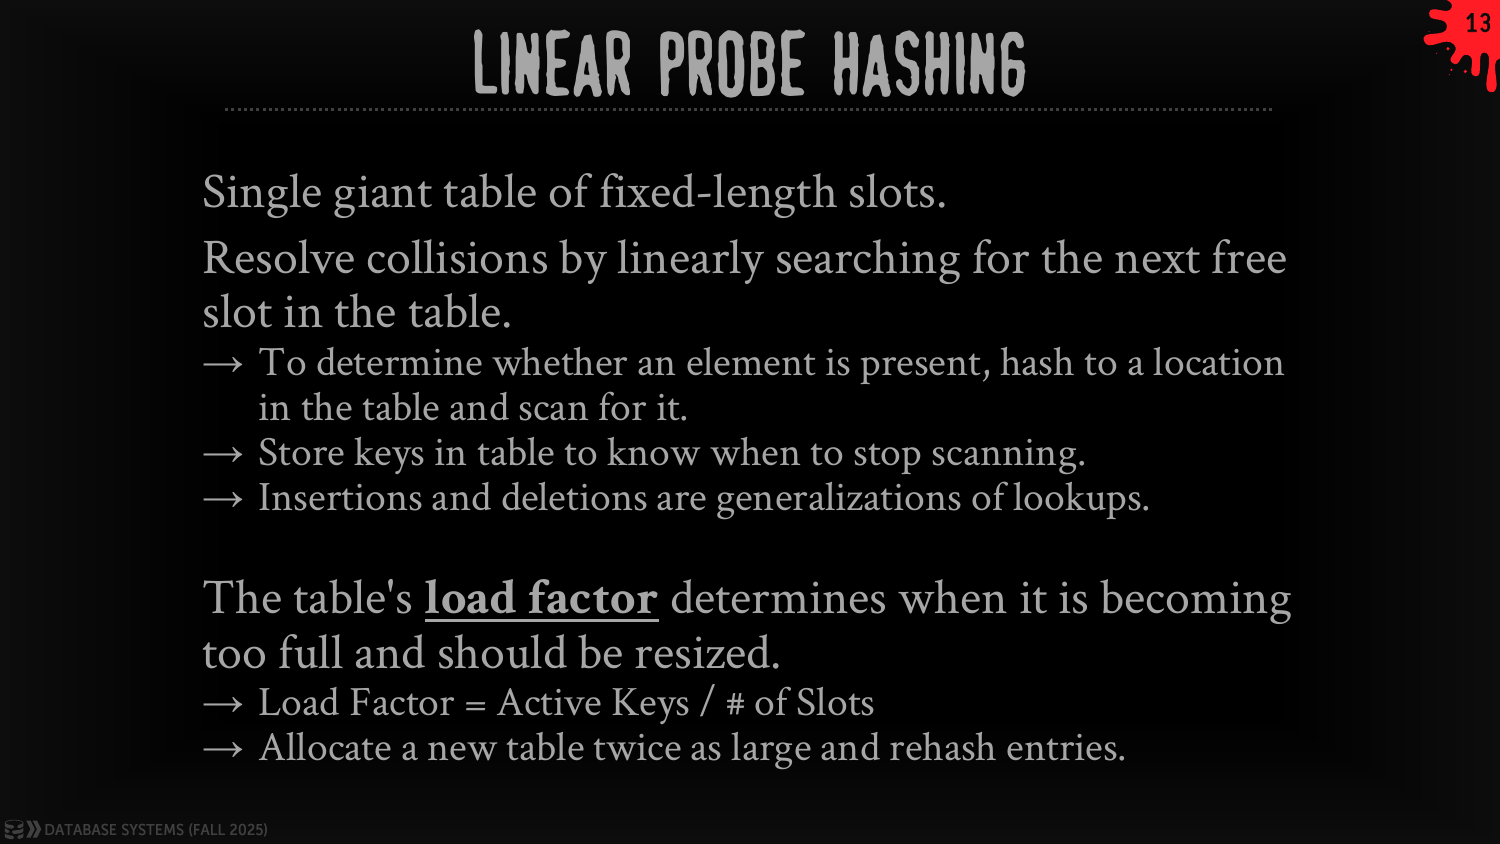 13
LINEAR PROBE HASHING
Single giant table of fixed-length slots.
Resolve collisions by linearly searching for the next free
slot in the table.
→ To determine whether an element is present, hash to a location
in the table and scan for it.
→ Store keys in table to know when to stop scanning.
→ Insertions and deletions are generalizations of lookups.
The table's load factor determines when it is becoming
too full and should be resized.
→ Load Factor = Active Keys / # of Slots
→ Allocate a new table twice as large and rehash entries.
DATABASE SYSTEMS (FALL 2025)